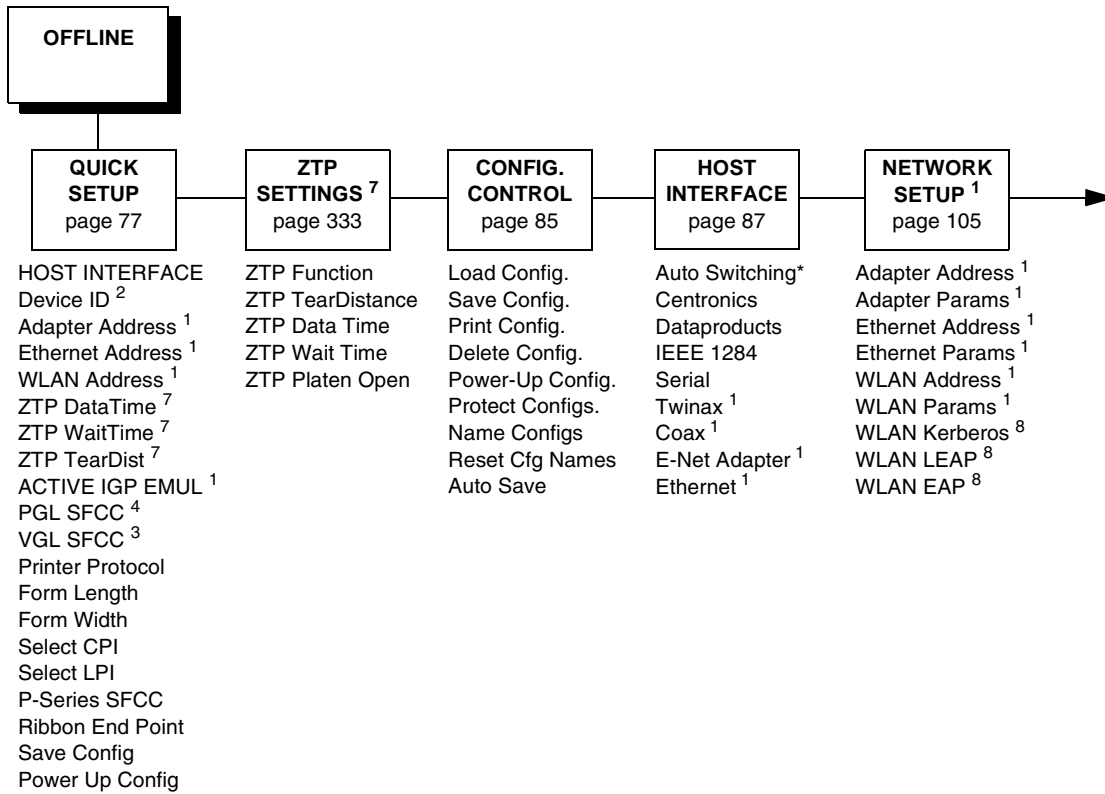 OFFLINE
QUICK
SETUP
page 77
HOST INTERFACE
Device ID 2
Adapter Address 1
Ethernet Address 1
WLAN Address 1
ZTP DataTime 7
ZTP WaitTime 7
ZTP TearDist 7
ACTIVE IGP EMUL 1
PGL SFCC 4
VGL SFCC 3
Printer Protocol
Form Length
Form Width
Select CPI
Select LPI
P-Series SFCC
Ribbon End Point
Save Config
Power Up Config
ZTP
SETTINGS 7
page 333
ZTP Function
ZTP TearDistance
ZTP Data Time
ZTP Wait Time
ZTP Platen Open
CONFIG.
CONTROL
page 85
Load Config.
Save Config.
Print Config.
Delete Config.
Power-Up Config.
Protect Configs.
Name Configs
Reset Cfg Names
Auto Save
HOST
INTERFACE
page 87
Auto Switching*
Centronics
Dataproducts
IEEE 1284
Serial
Twinax 1
Coax 1
E-Net Adapter 1
Ethernet 1
NETWORK
SETUP 1
page 105
Adapter Address 1
Adapter Params 1
Ethernet Address 1
Ethernet Params 1
WLAN Address 1
WLAN Params 1
WLAN Kerberos 8
WLAN LEAP 8
WLAN EAP 8